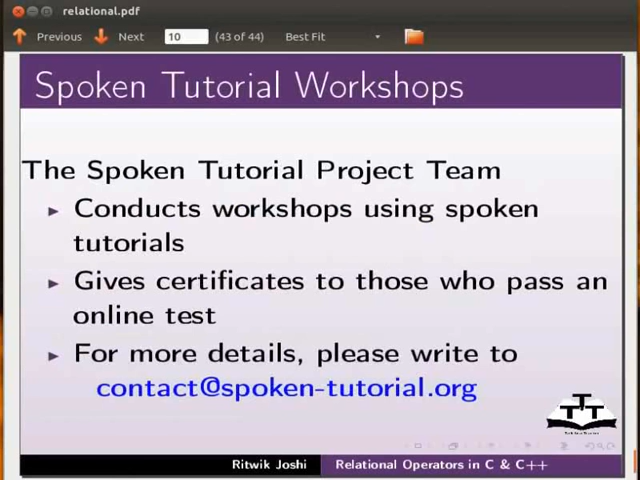 relational.pdf
Previous Next 10 (43 of 44) Best Fit
Spoken Tutorial Workshops
The Spoken Tutorial Project Team
Conducts workshops using spoken
tutorials
Gives certificates to those who pass an
online test
For more details, please write to
contact@spoken-tutorial.org
Ritwik Joshi Relational Operators in C & C++